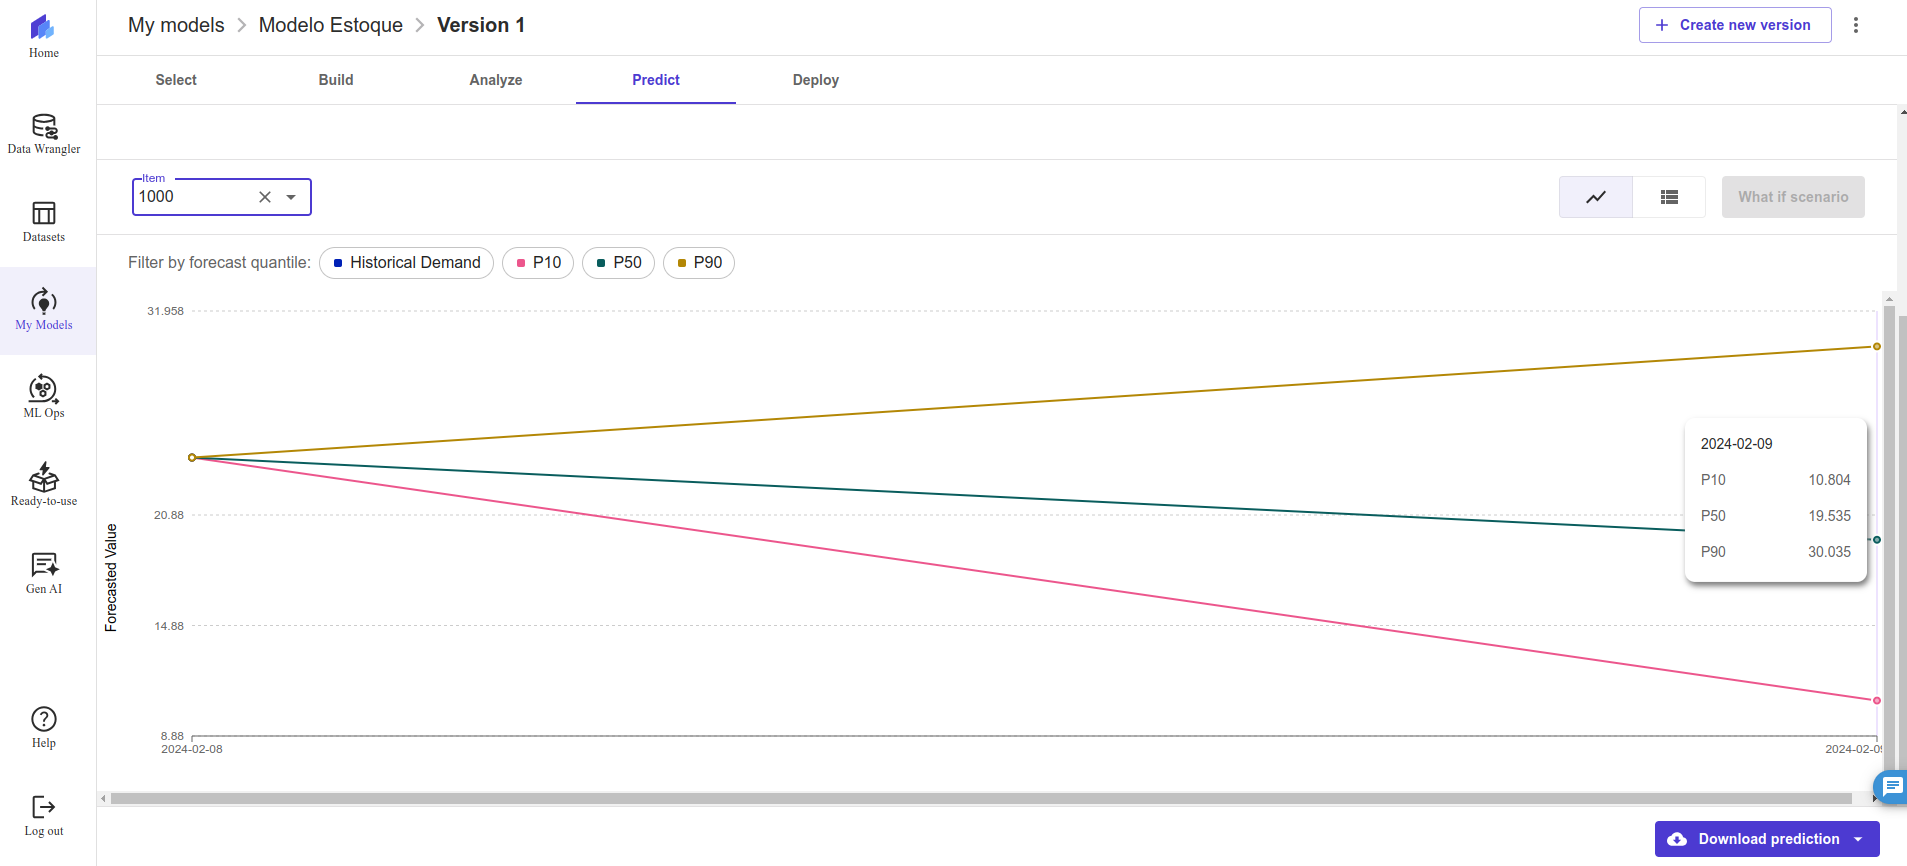 Home
Data Wrangler
Datasets
My Models
ML Ops
Ready-to-use
Gen AI
Help
Log out
My models > Modelo Estoque > Version 1
+ Create new version
Select Build Analyze Predict Deploy
Item
1000
What if scenario
Filter by forecast quantile: Historical Demand P10 P50 P90
Forecasted Value
31.958
20.88
14.88
8.88
2024-02-08
2024-02-09
P10 10.804
P50 19.535
P90 30.035
2024-02-0
Download prediction